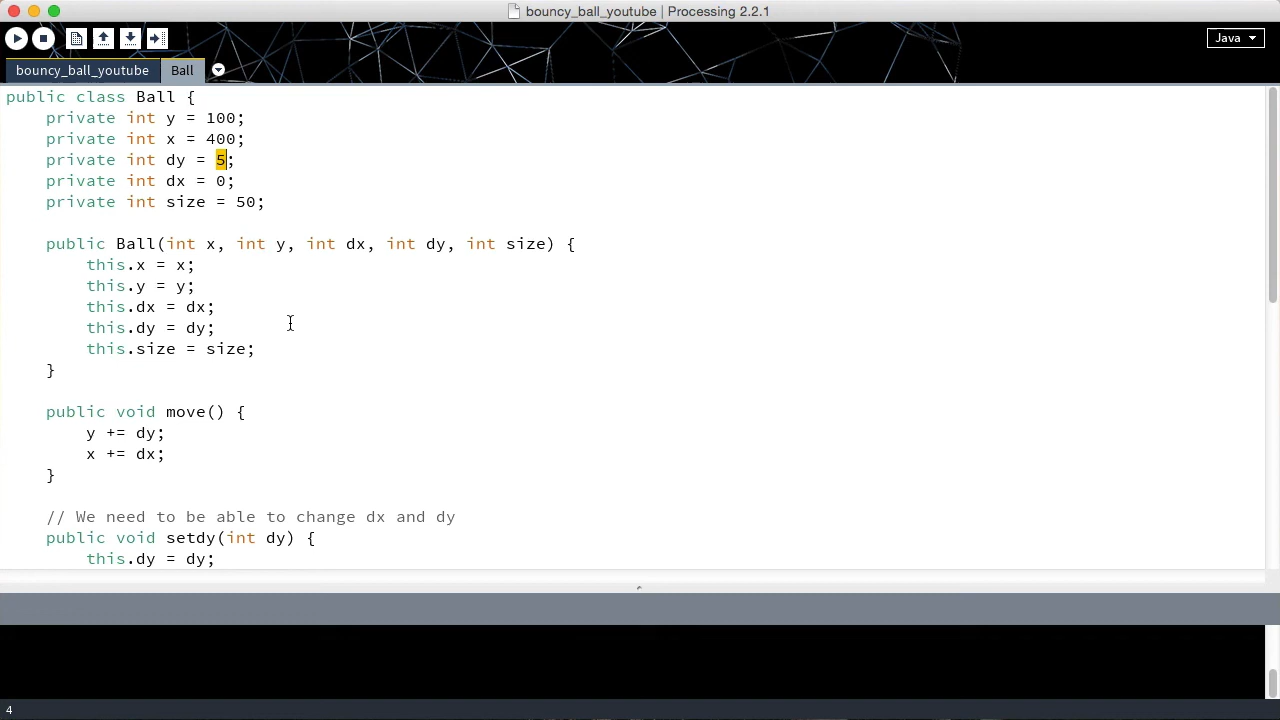 bouncy_ball_youtube | Processing 2.2.1
Java
bouncy_ball_youtube Ball
public class Ball {
    private int y = 100;
    private int x = 400;
    private int dy = 5;
    private int dx = 0;
    private int size = 50;
    public Ball(int x, int y, int dx, int dy, int size) {
        this.x = x;
        this.y = y;
        this.dx = dx;
        this.dy = dy;
        this.size = size;
    }
    public void move() {
        y += dy;
        x += dx;
    }
    // We need to be able to change dx and dy
    public void setdy(int dy) {
        this.dy = dy;
4